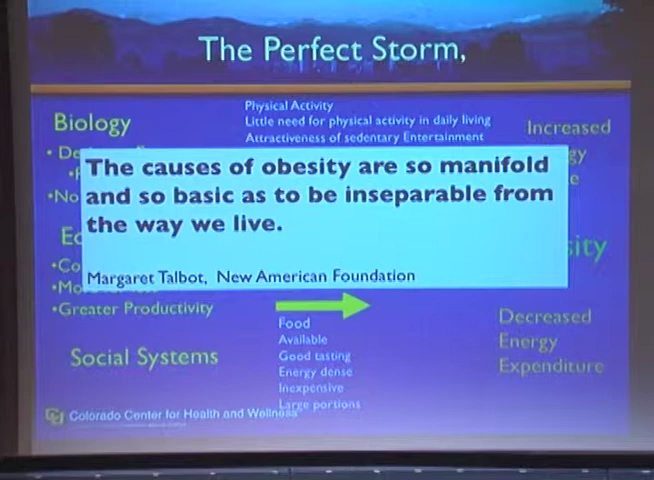 The Perfect Storm,
Physical Activity
Little need for physical activity in daily living
Attractiveness of sedentary Entertainment
Biology
Increased
The causes of obesity are so manifold
and so basic as to be inseparable from
the way we live.
Margaret Talbot, New American Foundation
•Greater Productivity
Food
Available
Good tasting
Energy dense
Inexpensive
Large portions
Decreased
Energy
Expenditure
Social Systems
CU Colorado Center for Health and Wellness